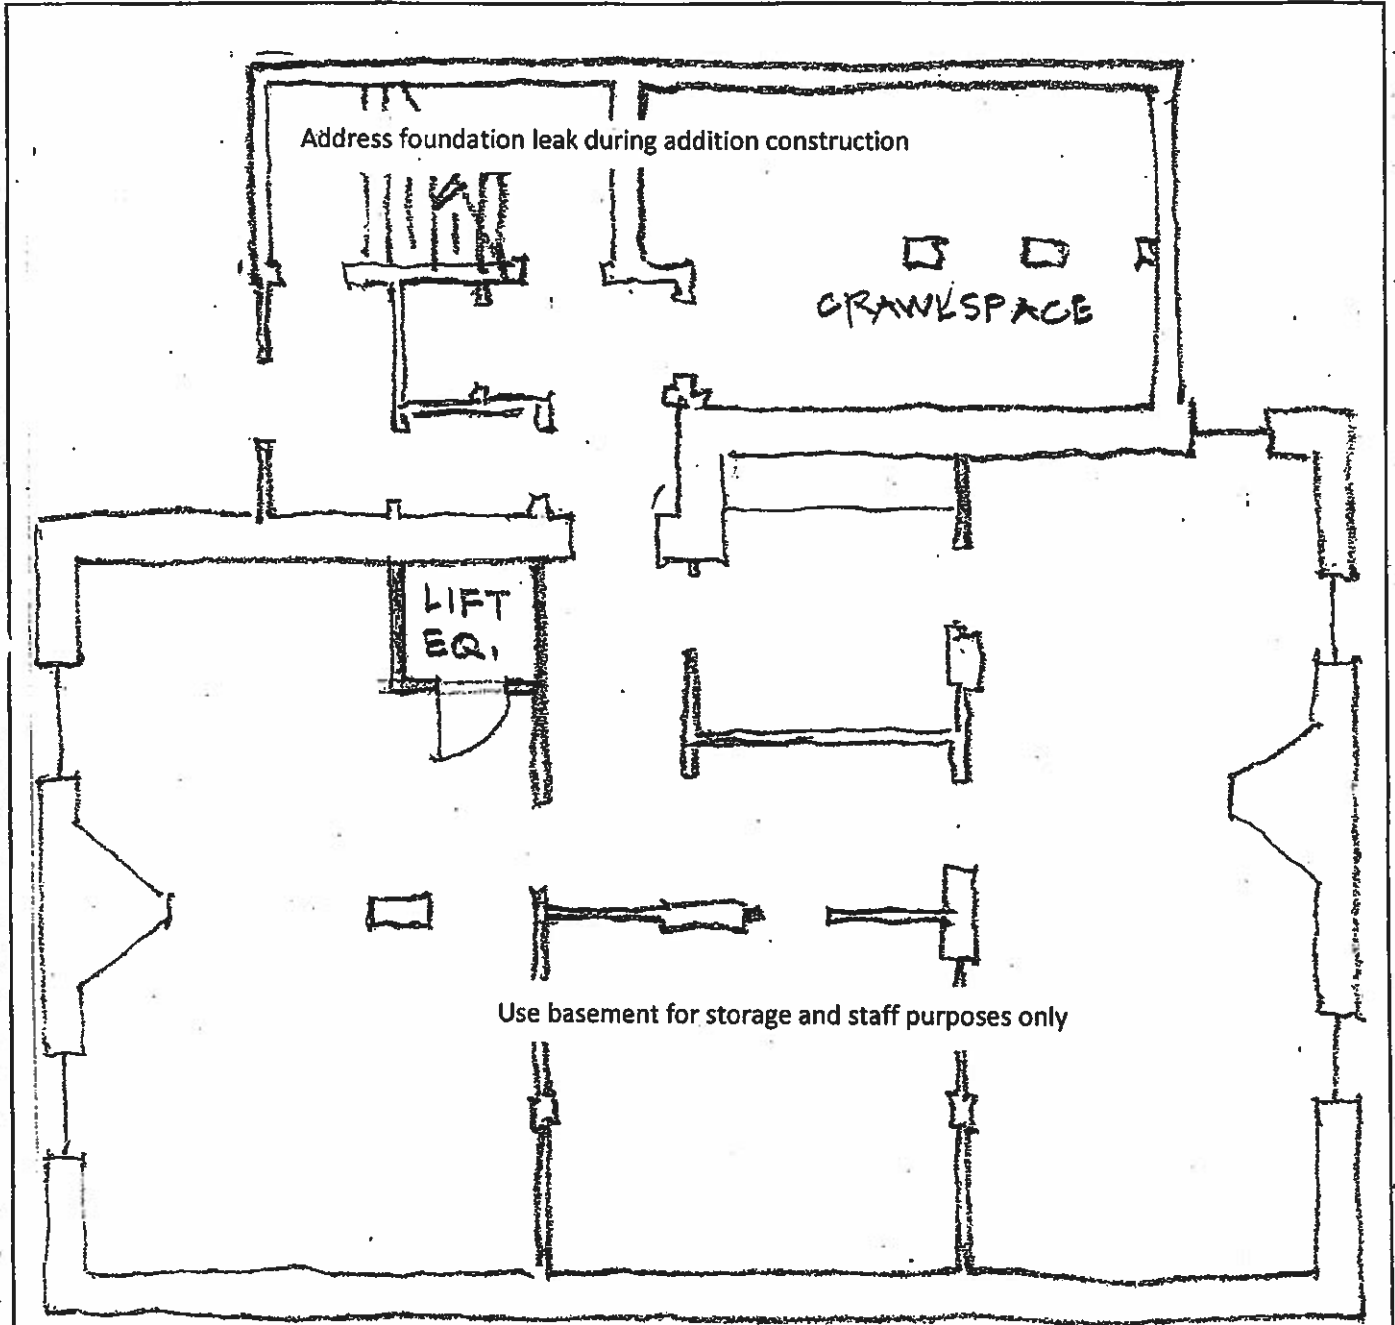 Address foundation leak during addition construction
CRAWLSPACE
LIFT
EQ.
Use basement for storage and staff purposes only